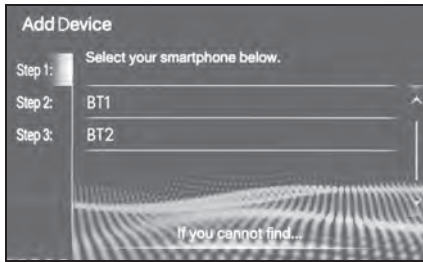 Add Device
Step 1:
Select your smartphone below.
Step 2:
BT1
Step 3:
BT2
If you cannot find...